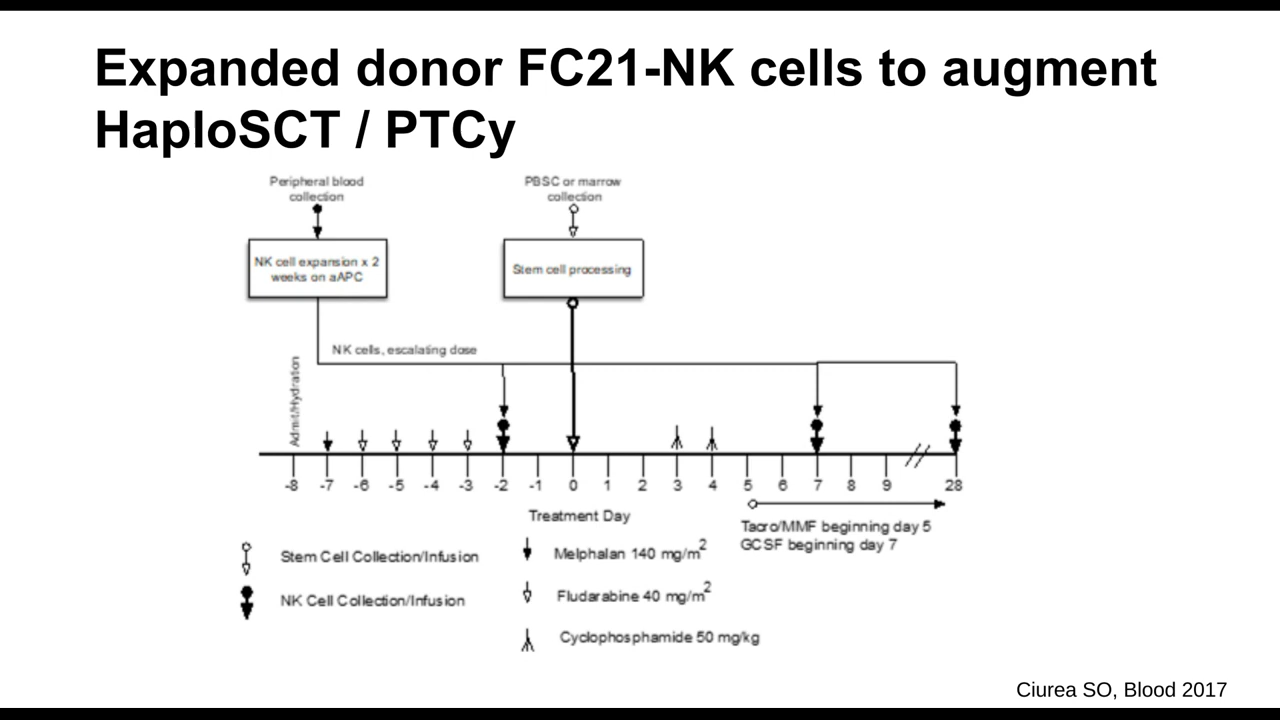 Expanded donor FC21-NK cells to augment
HaploSCT / PTCy
Peripheral blood
collection
PBSC or marrow
collection
NK cell expansion x 2
weeks on aAPC
Stem cell processing
NK cells, escalating dose
Admit/Hydration
-8 -7 -6 -5 -4 -3 -2 -1 0 1 2 3 4 5 6 7 8 9 // 28
Treatment Day
Tacro/MMF beginning day 5
GCSF beginning day 7
Stem Cell Collection/Infusion
NK Cell Collection/Infusion
Melphalan 140 mg/m²
Fludarabine 40 mg/m²
Cyclophosphamide 50 mg/kg
Ciurea SO, Blood 2017